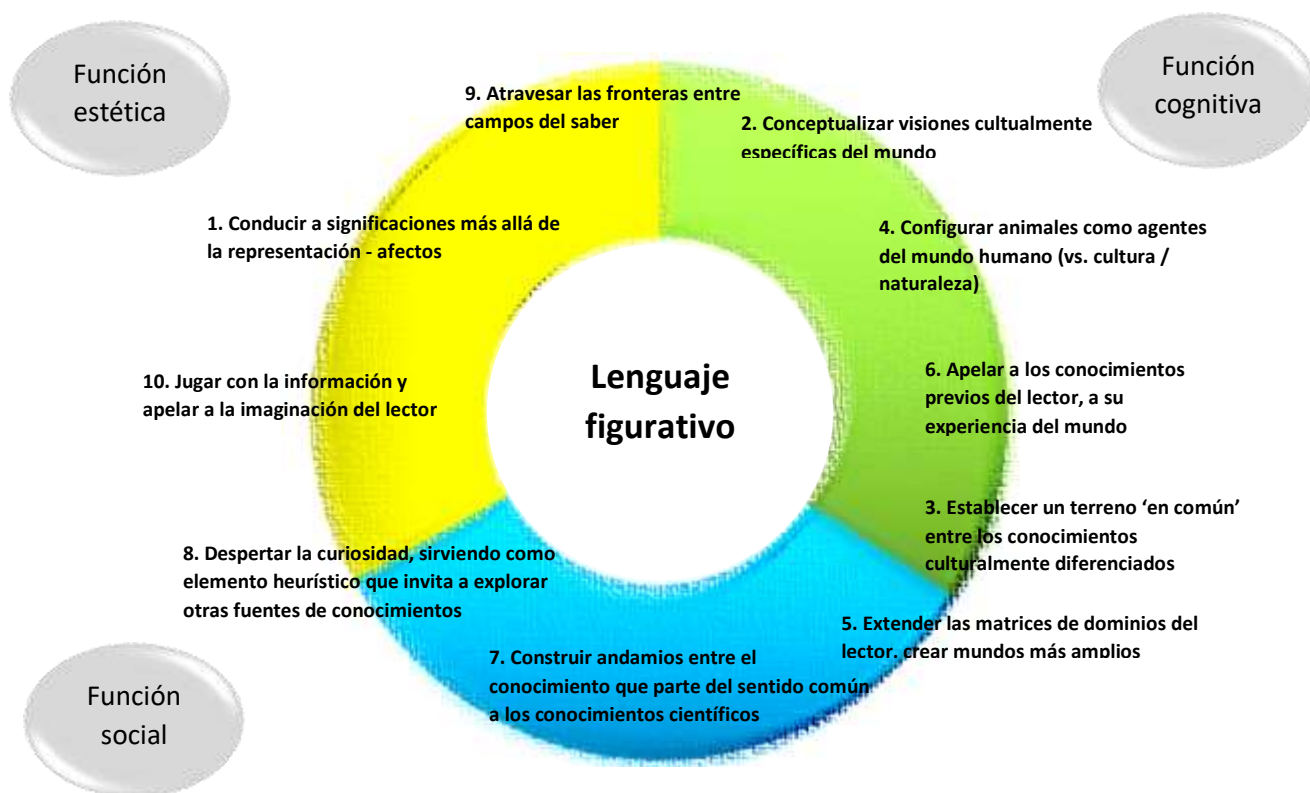 Función
estética
Función
cognitiva
9. Atravesar las fronteras entre
campos del saber
2. Conceptualizar visiones cultualmente
específicas del mundo
1. Conducir a significaciones más allá de
la representación - afectos
4. Configurar animales como agentes
del mundo humano (vs. cultura /
naturaleza)
Lenguaje
figurativo
10. Jugar con la información y
apelar a la imaginación del lector
6. Apelar a los conocimientos
previos del lector, a su
experiencia del mundo
3. Establecer un terreno ‘en común’
entre los conocimientos
culturalmente diferenciados
8. Despertar la curiosidad, sirviendo como
elemento heurístico que invita a explorar
otras fuentes de conocimientos
5. Extender las matrices de dominios del
lector, crear mundos más amplios
7. Construir andamios entre el
conocimiento que parte del sentido común
a los conocimientos científicos
Función
social